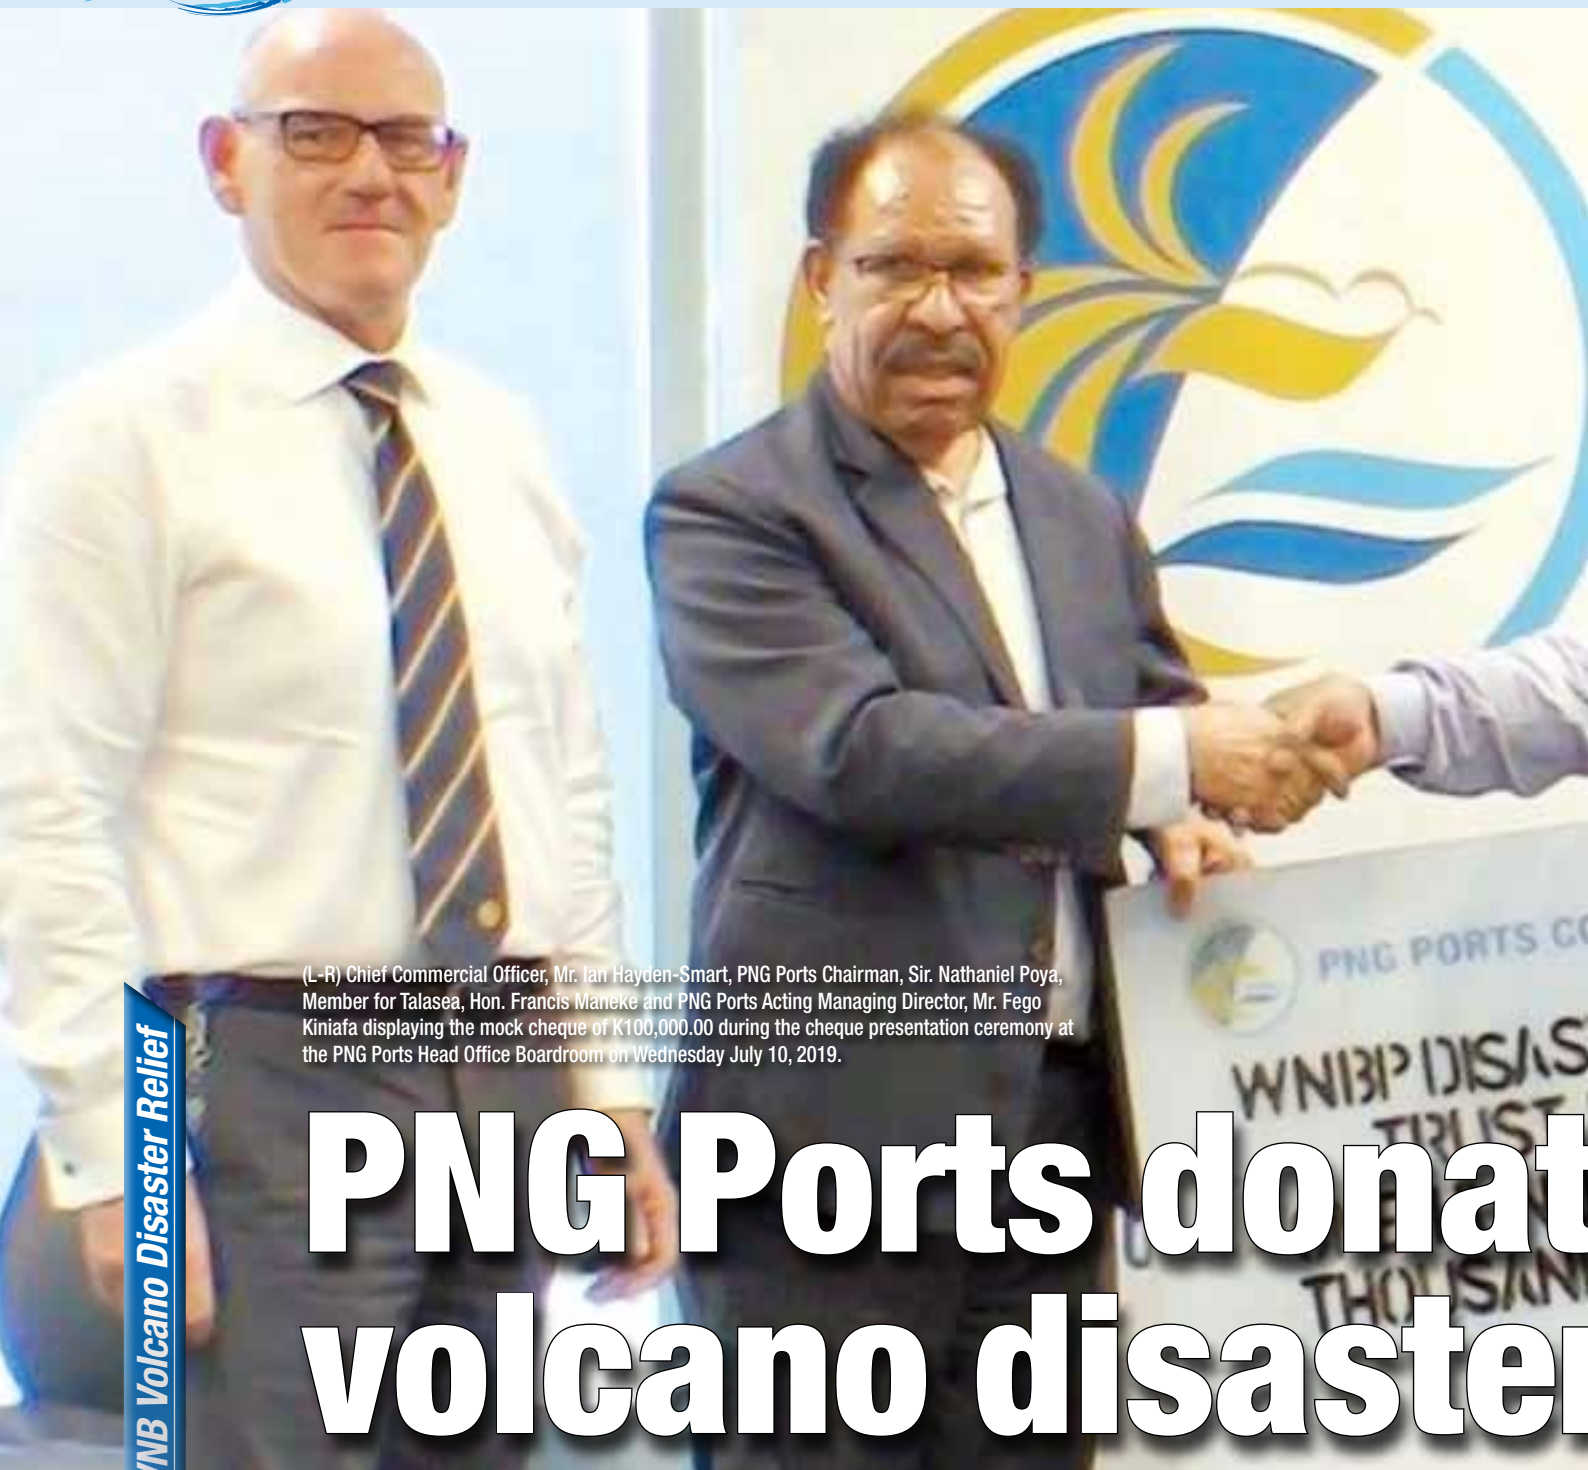 (L-R) Chief Commercial Officer, Mr. Ian Hayden-Smart, PNG Ports Chairman, Sir. Nathaniel Poya,
Member for Talasea, Hon. Francis Maneke and PNG Ports Acting Managing Director, Mr. Fego
Kiniafa displaying the mock cheque of K100,000.00 during the cheque presentation ceremony at
the PNG Ports Head Office Boardroom on Wednesday July 10, 2019.
PNG Ports donat
volcano disaster
NB Volcano Disaster Relief
PNG PORTS CO
WNBP DISAS
TRUST
THOUSAN